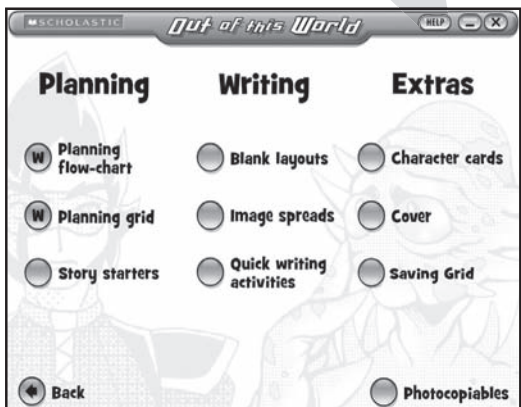 SCHOLASTIC
Out of this World
HELP
Planning
Writing
Extras
W
Planning
flow-chart
Blank layouts
Character cards
W
Planning grid
Image spreads
Cover
Story starters
Quick writing
activities
Saving Grid
Back
Photocopiables